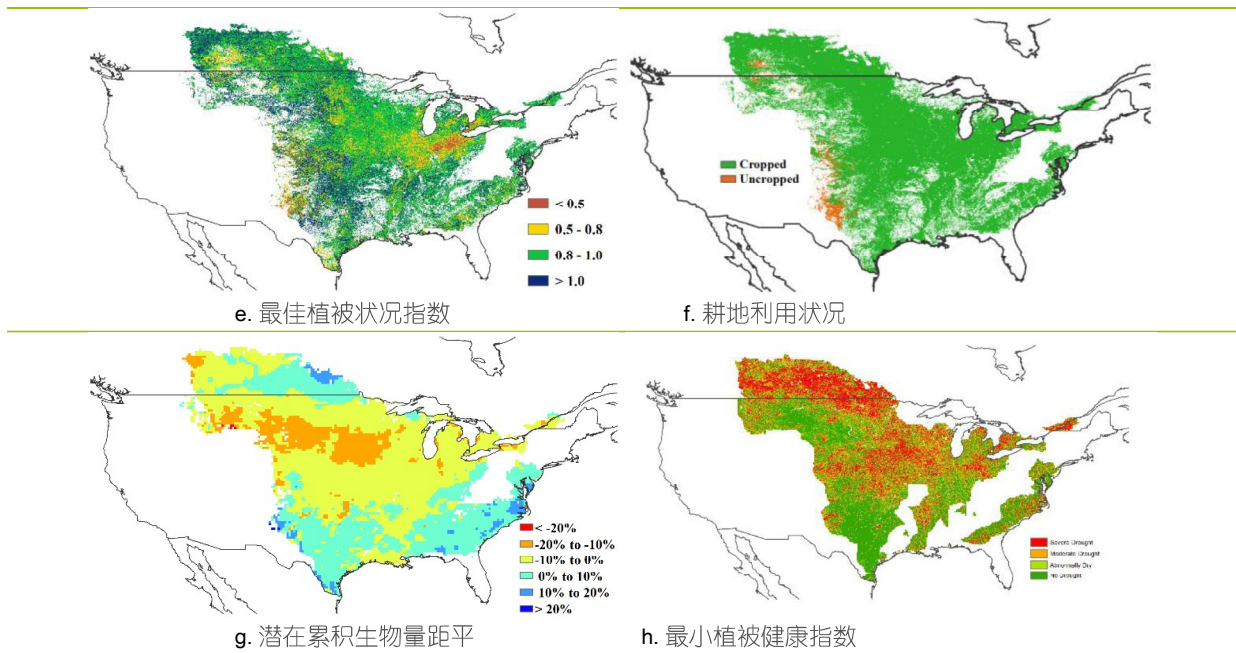 < 0.5
0.5 - 0.8
0.8 - 1.0
> 1.0
e. 最佳植被状况指数
Cropped
Uncropped
f. 耕地利用状况
< -20%
-20% to -10%
-10% to 0%
0% to 10%
10% to 20%
> 20%
g. 潜在累积生物量距平
Severe Drought
Moderate Drought
Abnormally Dry
No Drought
h. 最小植被健康指数